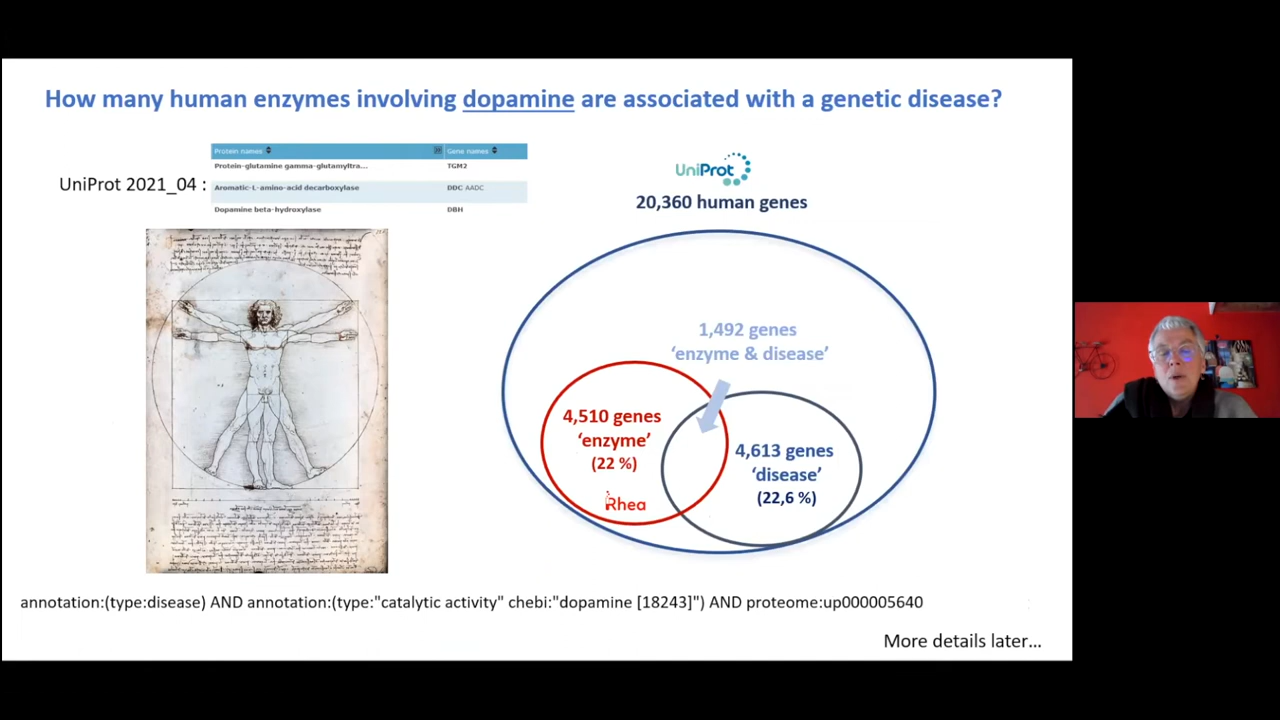 How many human enzymes involving dopamine are associated with a genetic disease?
Protein names Gene names
Protein-glutamine gamma-glutamyltra... TGM2
UniProt 2021_04 :
Aromatic-L-amino-acid decarboxylase DDC AADC
Dopamine beta-hydroxylase DBH
UniProt
20,360 human genes
1,492 genes
‘enzyme & disease’
4,510 genes
‘enzyme’
(22 %)
Rhea
4,613 genes
‘disease’
(22,6 %)
annotation:(type:disease) AND annotation:(type:"catalytic activity" chebi:"dopamine [18243]") AND proteome:up000005640
More details later...